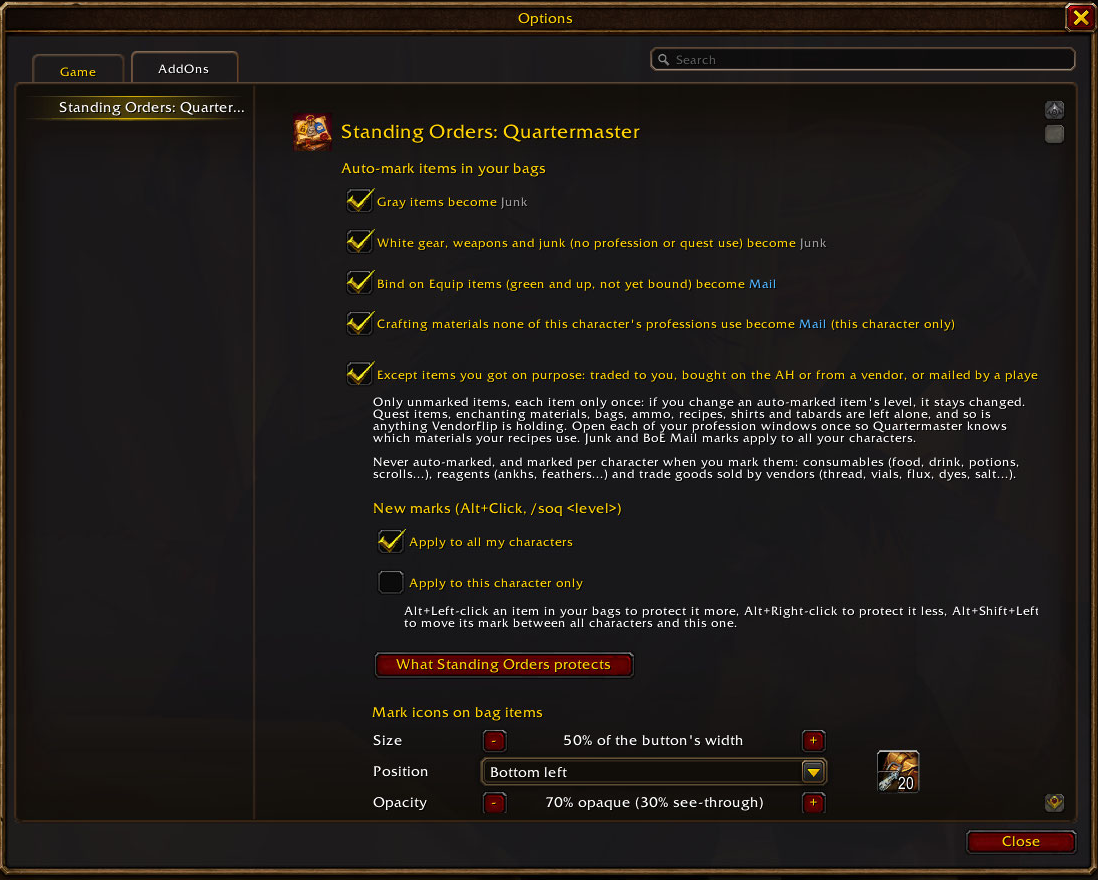 Options
Game
AddOns
Search
Standing Orders: Quarter...
Standing Orders: Quartermaster
Auto-mark items in your bags
Gray items become Junk
White gear, weapons and junk (no profession or quest use) become Junk
Bind on Equip items (green and up, not yet bound) become Mail
Crafting materials none of this character's professions use become Mail (this character only)
Except items you got on purpose: traded to you, bought on the AH or from a vendor, or mailed by a playe
Only unmarked items, each item only once: if you change an auto-marked item's level, it stays changed.
Quest items, enchanting materials, bags, ammo, recipes, shirts and tabards are left alone, and so is
anything VendorFlip is holding. Open each of your profession windows once so Quartermaster knows
which materials your recipes use. Junk and BoE Mail marks apply to all your characters.
Never auto-marked, and marked per character when you mark them: consumables (food, drink, potions,
scrolls...), reagents (ankhs, feathers...) and trade goods sold by vendors (thread, vials, flux, dyes, salt...).
New marks (Alt+Click, /soq <level>)
Apply to all my characters
Apply to this character only
Alt+Left-click an item in your bags to protect it more, Alt+Right-click to protect it less, Alt+Shift+Left
to move its mark between all characters and this one.
What Standing Orders protects
Mark icons on bag items
Size
-
50% of the button's width
+
Position
Bottom left
20
Opacity
-
70% opaque (30% see-through)
+
Close